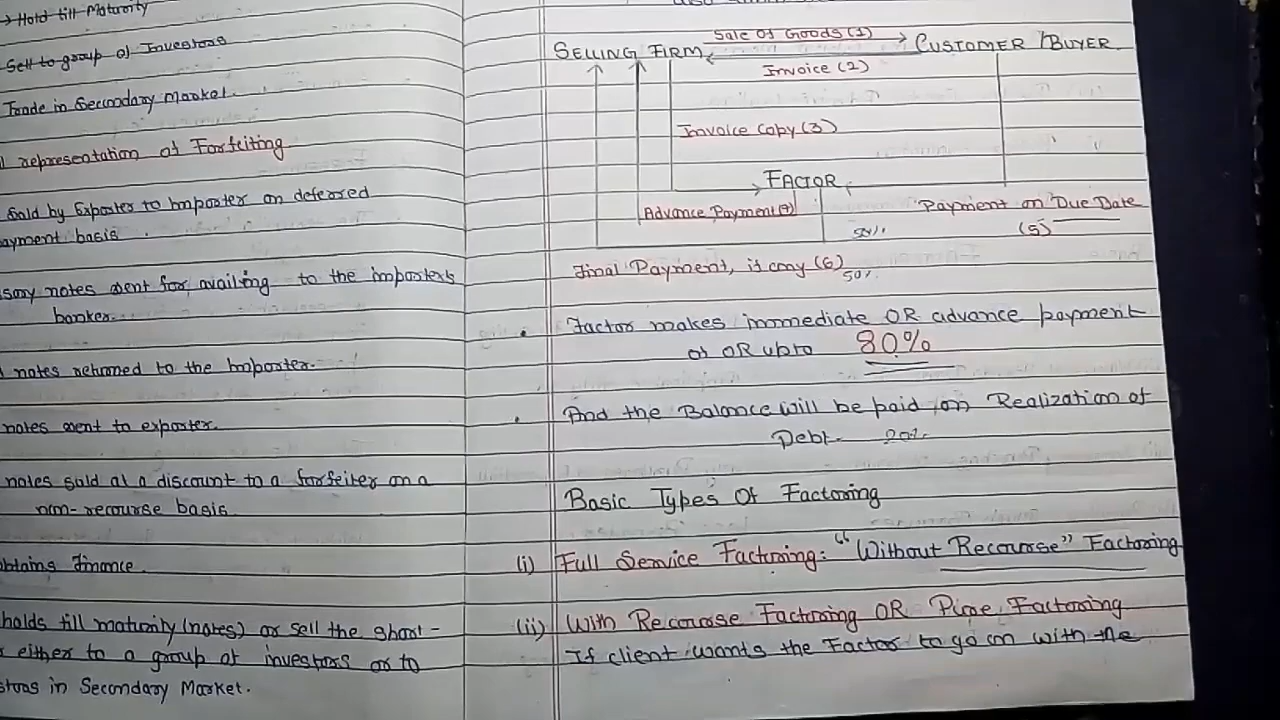 → Hold till Maturity
Sell to group of Investors
Trade in Secondary market.
representation of Forfeiting
Sold by Exporter to Importer on deferred
ayment basis.
sory notes sent for availing to the importer's
banker.
notes returned to the Importer.
notes sent to exporter.
notes sold at a discount to a forfeiter on a
non-recourse basis
btains finance.
holds till maturity (notes) or sell the short-
either to a group of investors or to
stors in Secondary Market.
Sale of Goods (1)
SELLING FIRM CUSTOMER / BUYER.
Invoice (2)
Invoice Copy (3)
FACTOR
Advance Payment Payment on Due Date
(5)
Final Payment, if any (6)
50%.
Factor makes immediate OR advance payment
of OR upto 80%
And the Balance will be paid on Realization of
Debt. 20%.
Basic Types Of Factoring
(i) Full Service Factoring: "Without Recourse" Factoring
(ii) With Recourse Factoring OR Pure Factoring
If client wants the Factor to go on with the